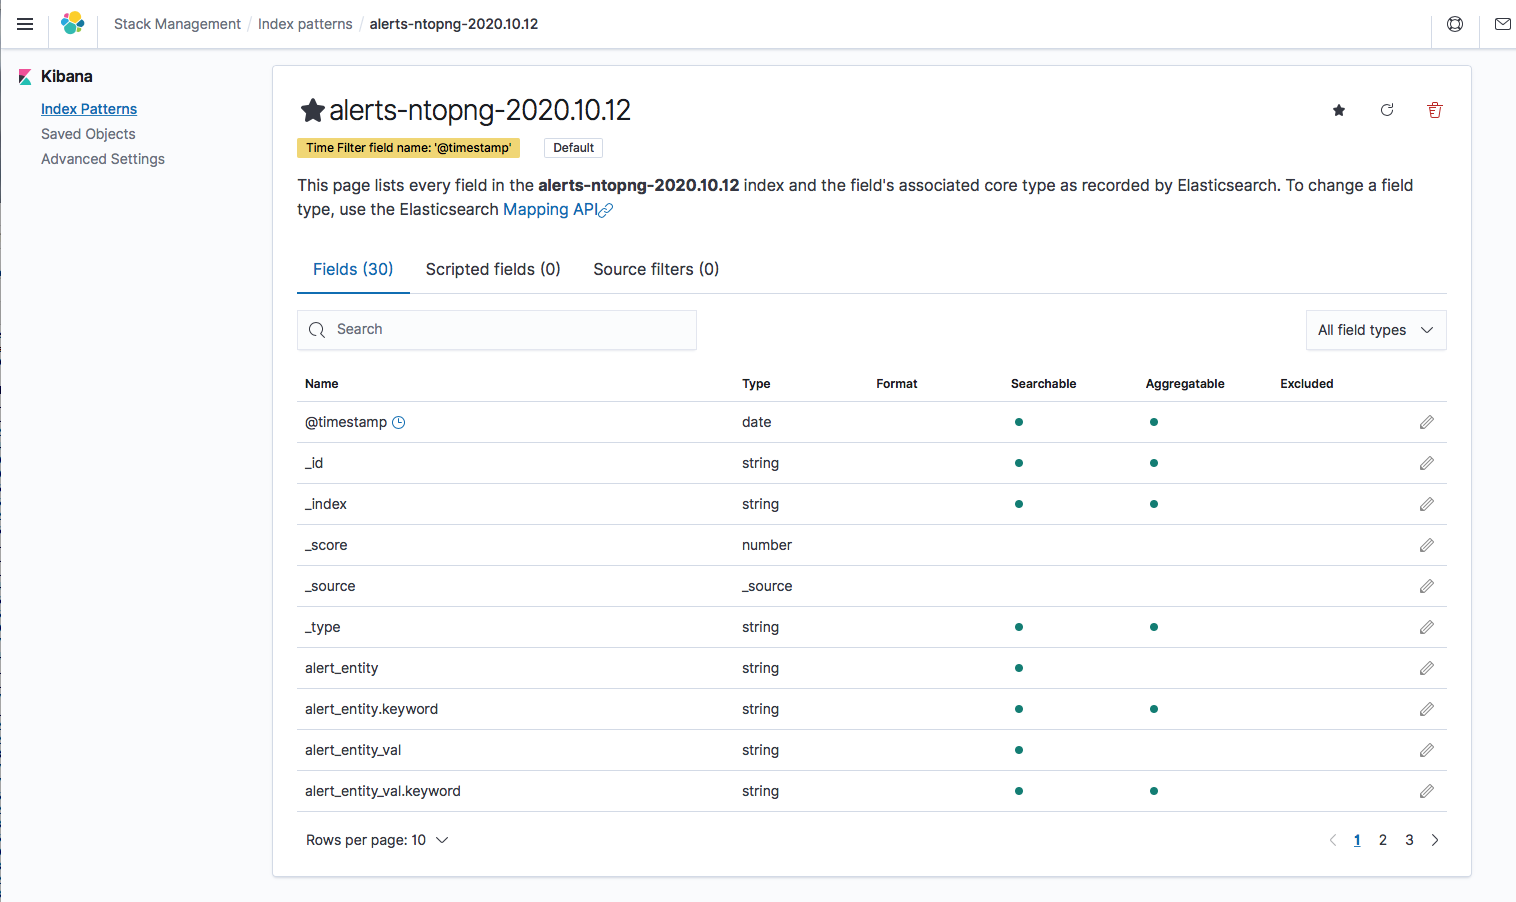 Stack Management / Index patterns / alerts-ntopng-2020.10.12
Kibana
Index Patterns
Saved Objects
Advanced Settings
alerts-ntopng-2020.10.12
Time Filter field name: '@timestamp' Default
This page lists every field in the alerts-ntopng-2020.10.12 index and the field's associated core type as recorded by Elasticsearch. To change a field
type, use the Elasticsearch Mapping API
Fields (30) Scripted fields (0) Source filters (0)
Search All field types
Name Type Format Searchable Aggregatable Excluded
@timestamp date
_id string
_index string
_score number
_source _source
_type string
alert_entity string
alert_entity.keyword string
alert_entity_val string
alert_entity_val.keyword string
Rows per page: 10 1 2 3